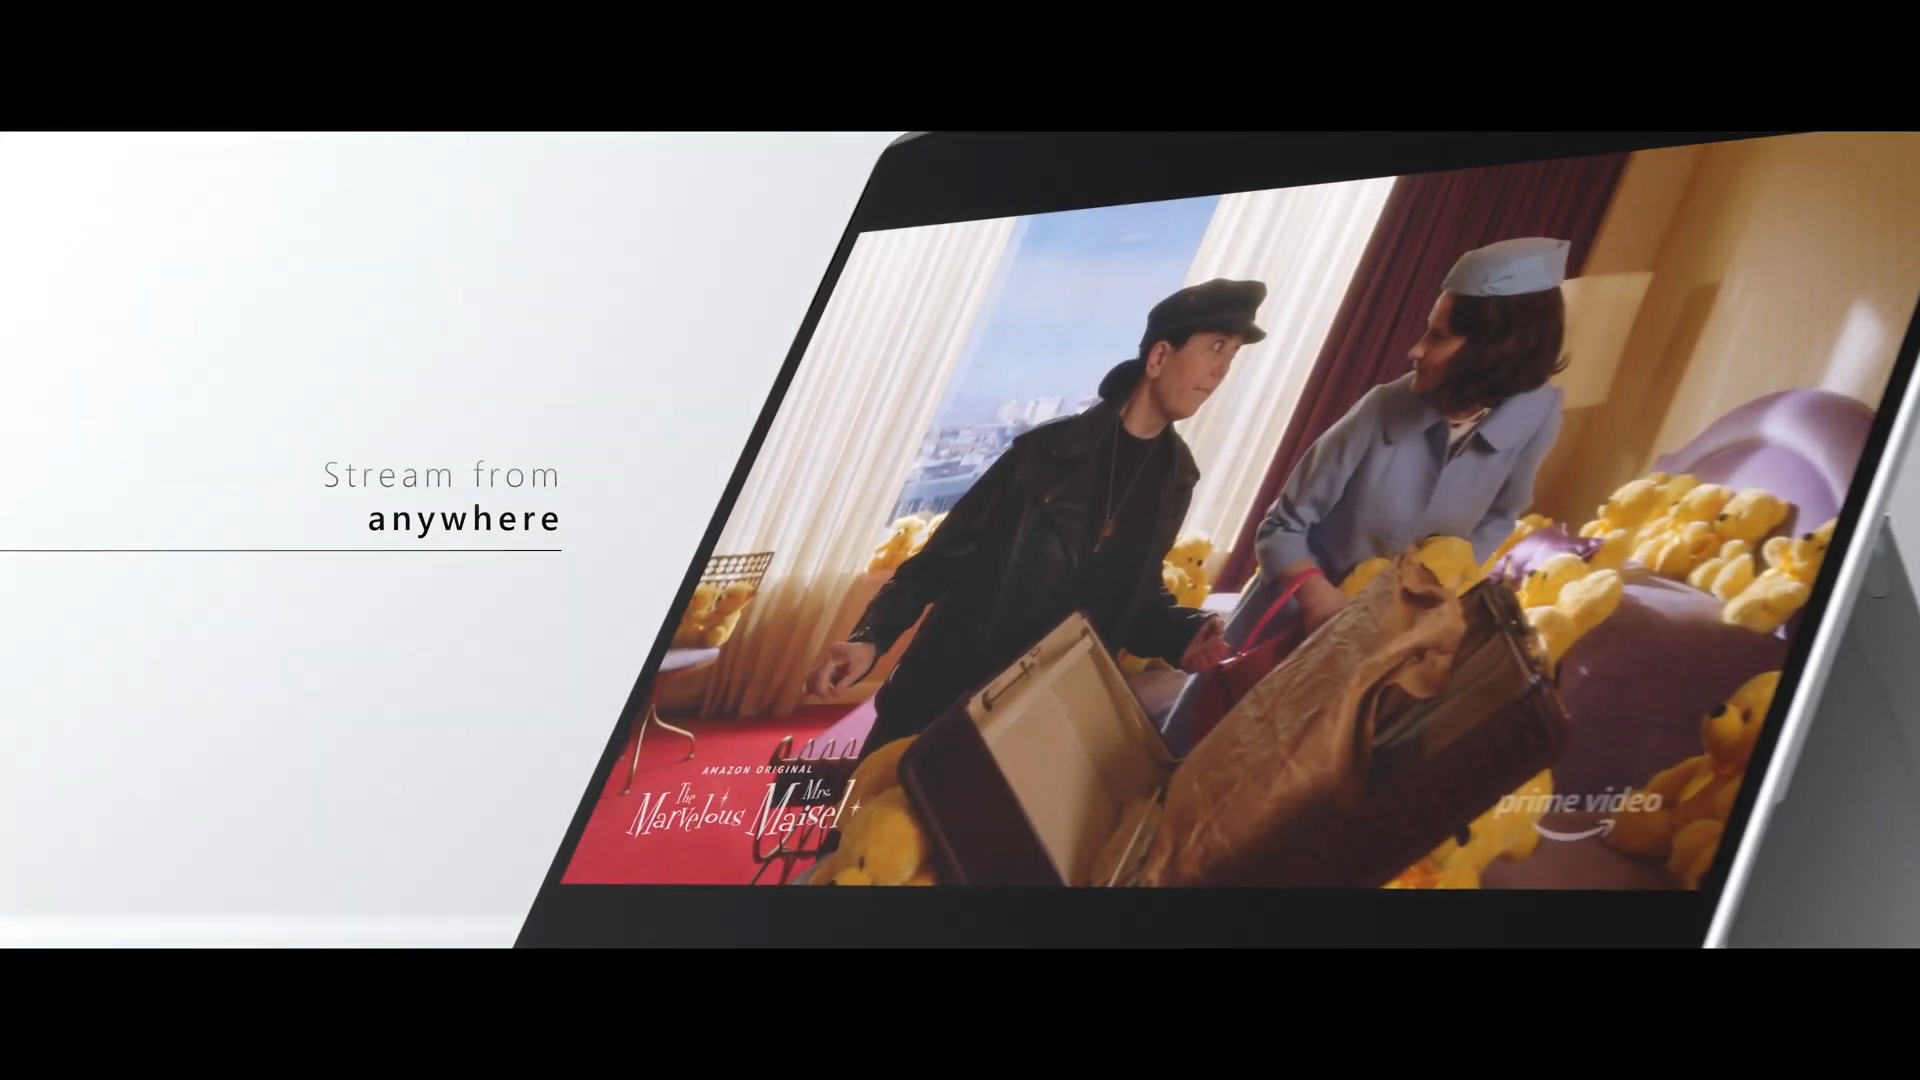 Stream from
anywhere
AMAZON ORIGINAL
The Marvelous Mrs. Maisel
prime video